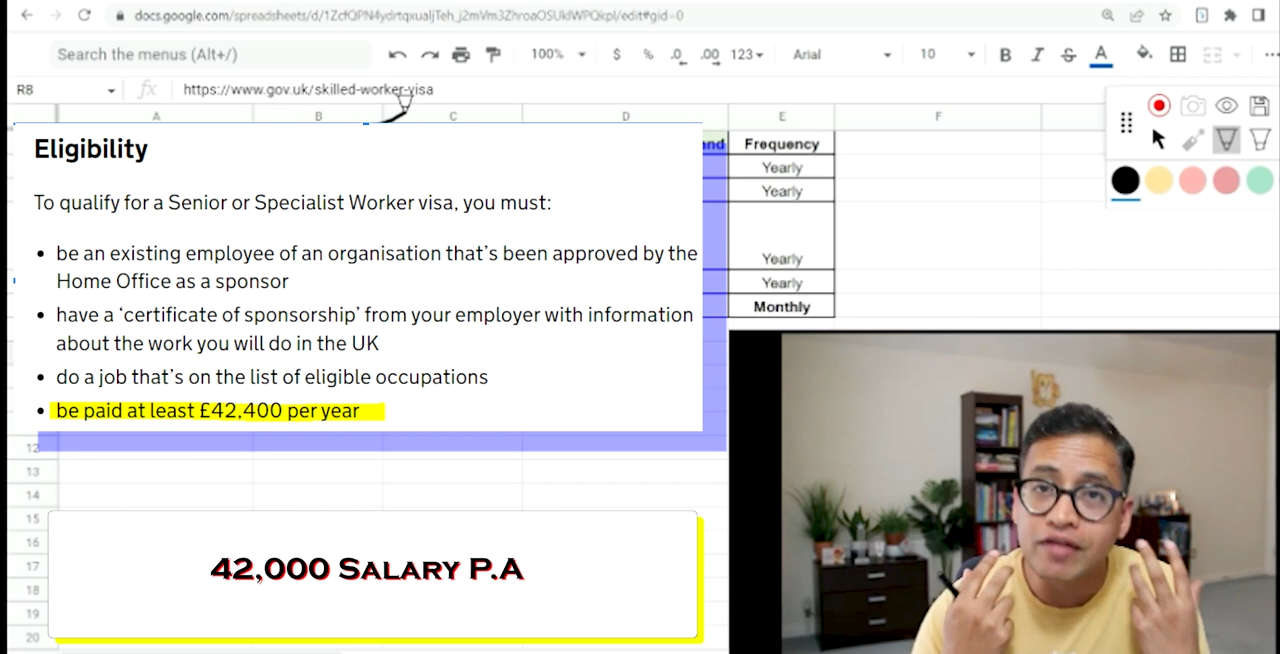 docs.google.com/spreadsheets/d/1ZcfQPN4ydrtqxualjTeh_j2mVm3ZhroaOSUklWPQkpI/edit#gid=0
Search the menus (Alt+/)
100%
$
%
.0
.00
123
Arial
10
B
I
S
A
R8
fx
https://www.gov.uk/skilled-worker-visa
A
B
C
D
E
F
Eligibility
To qualify for a Senior or Specialist Worker visa, you must:
• be an existing employee of an organisation that's been approved by the
Home Office as a sponsor
• have a ‘certificate of sponsorship’ from your employer with information
about the work you will do in the UK
• do a job that's on the list of eligible occupations
• be paid at least £42,400 per year
Frequency
Yearly
Yearly
Yearly
Yearly
Monthly
12
13
14
15
16
17
18
19
20
42,000 Salary P.A